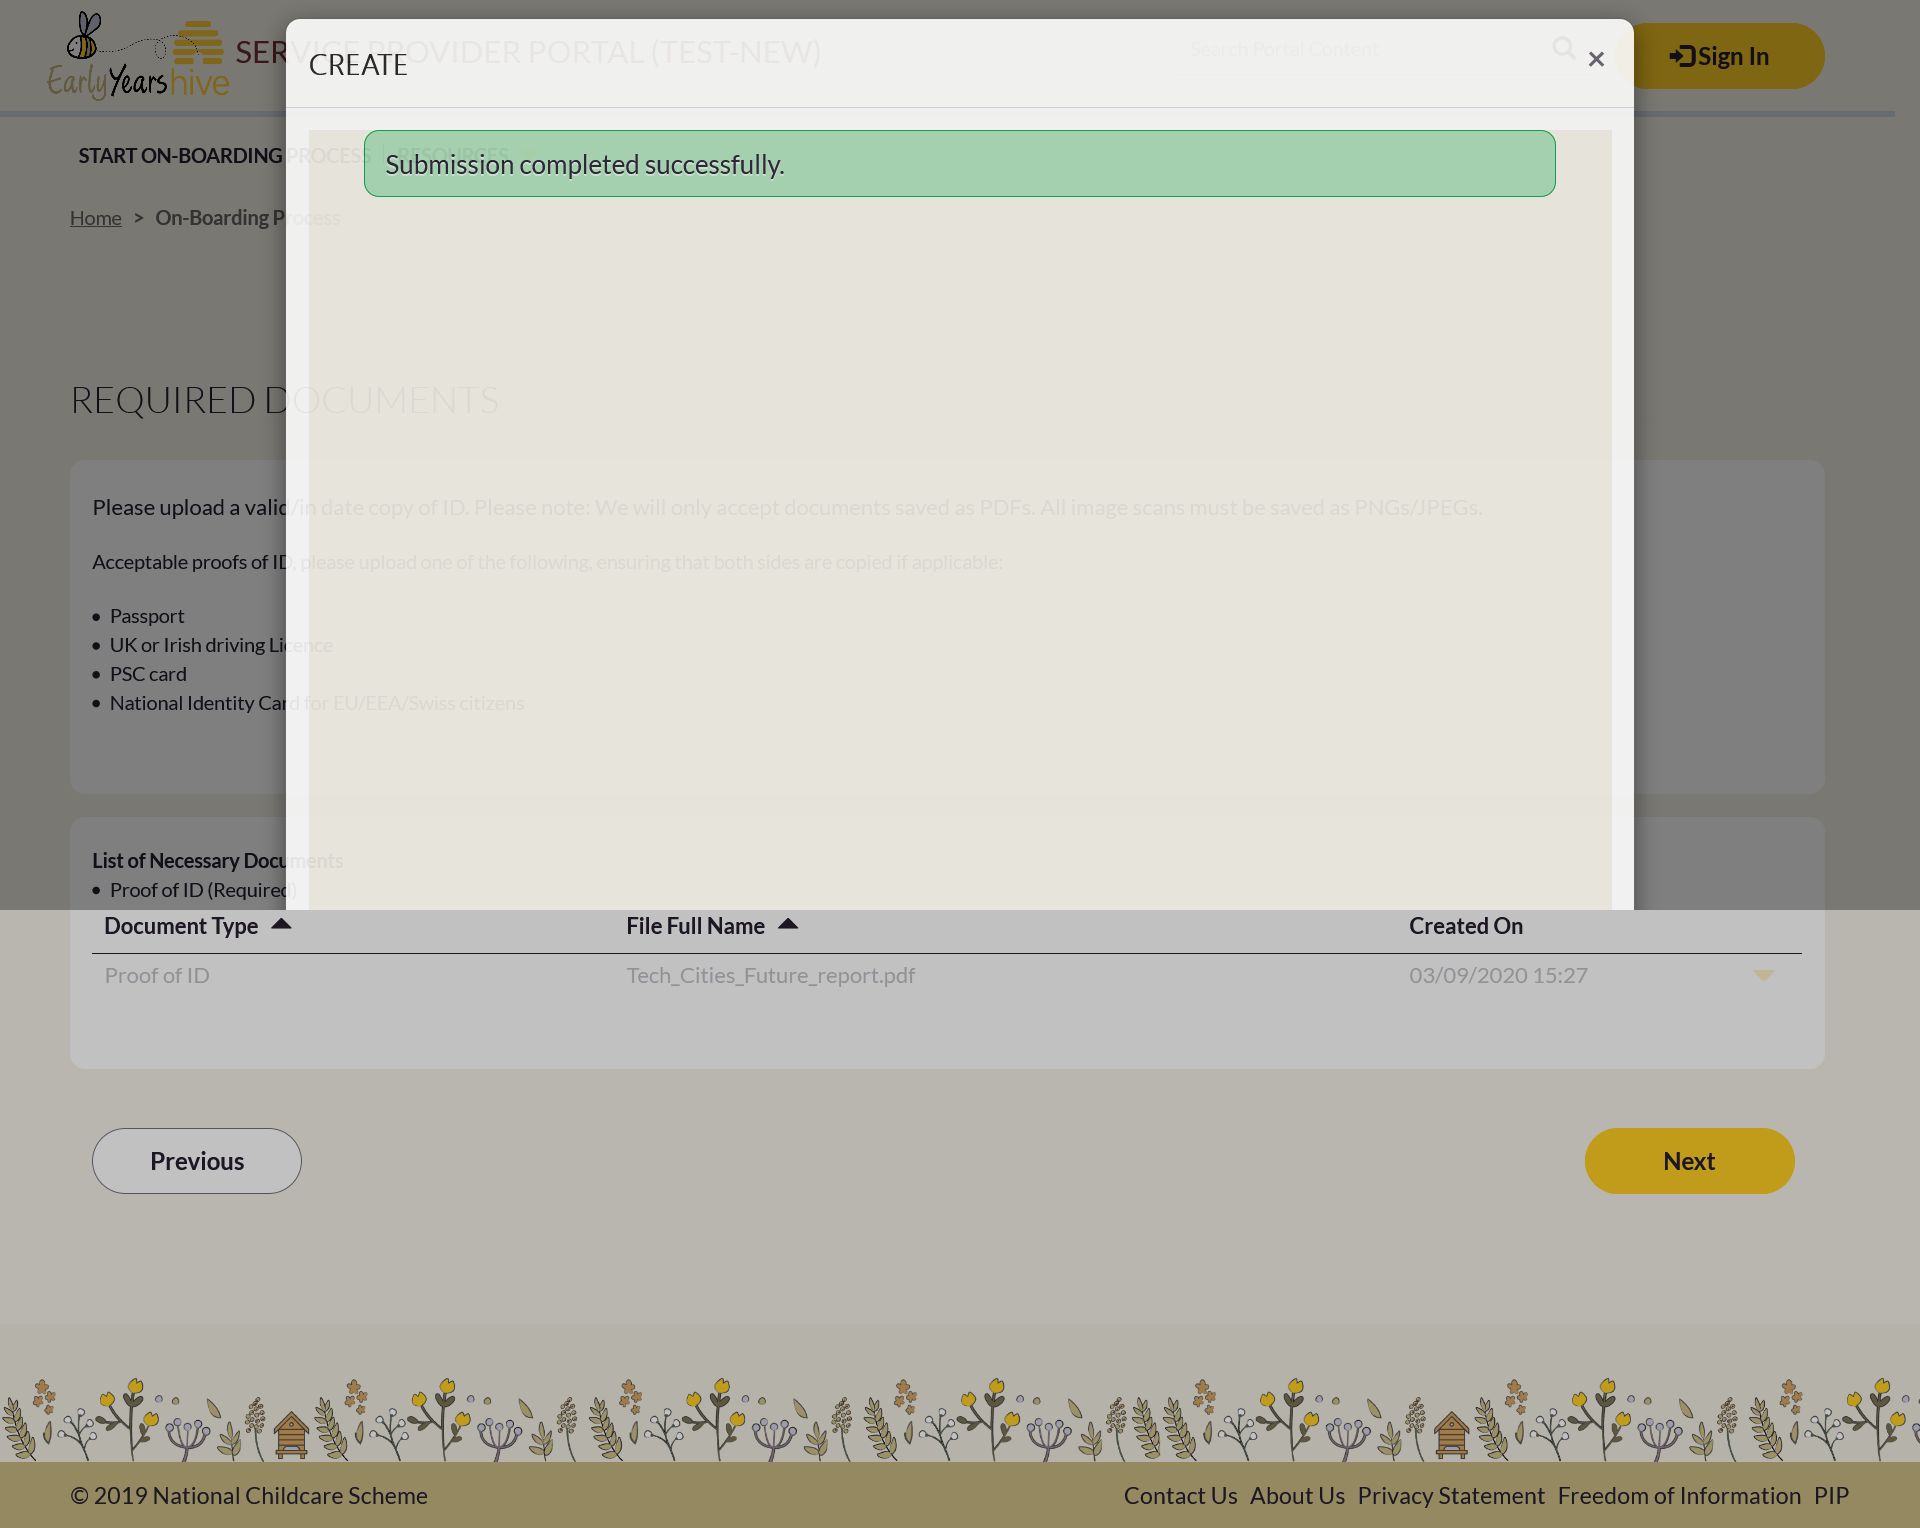 Early Years hive
SERVICE PROVIDER PORTAL (TEST-NEW)
Search Portal Content
Sign In
CREATE
×
START ON-BOARDING PROCESS
RESOURCES
Submission completed successfully.
Home > On-Boarding Process
REQUIRED DOCUMENTS
Please upload a valid/in date copy of ID. Please note: We will only accept documents saved as PDFs. All image scans must be saved as PNGs/JPEGs.
Acceptable proofs of ID, please upload one of the following, ensuring that both sides are copied if applicable:
• Passport
• UK or Irish driving Licence
• PSC card
• National Identity Card for EU/EEA/Swiss citizens
List of Necessary Documents
• Proof of ID (Required)
Document Type File Full Name Created On
Proof of ID Tech_Cities_Future_report.pdf 03/09/2020 15:27
Previous
Next
© 2019 National Childcare Scheme
Contact Us About Us Privacy Statement Freedom of Information PIP